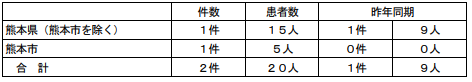 件数 患者数 昨年同期
熊本県（熊本市を除く） １件 １５人 １件 ９人
熊本市 １件 ５人 ０件 ０人
合 計 ２件 ２０人 １件 ９人